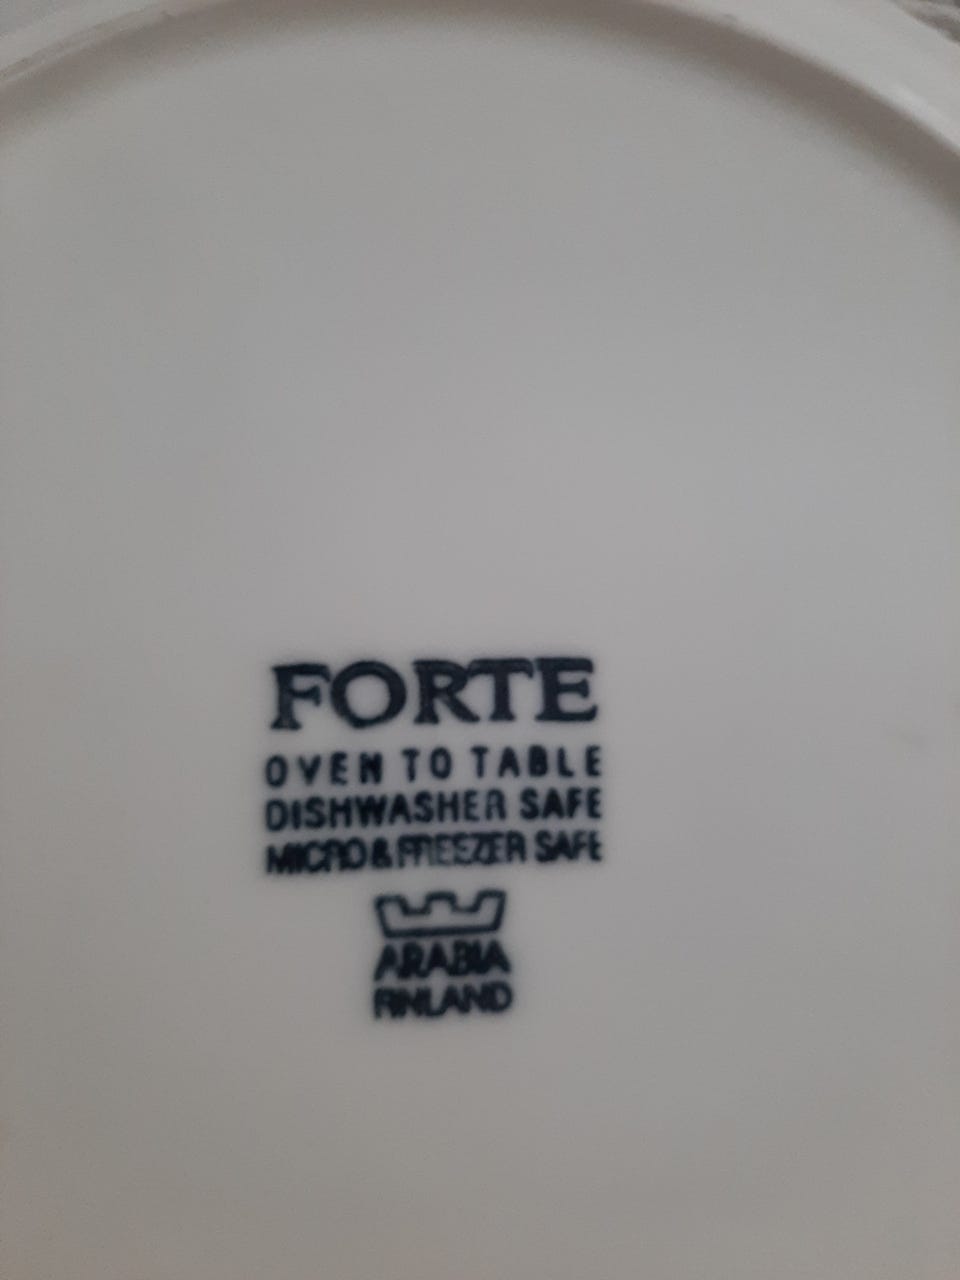 FORTE
OVEN TO TABLE
DISHWASHER SAFE
MICRO & FREEZER SAFE
ARABIA
FINLAND